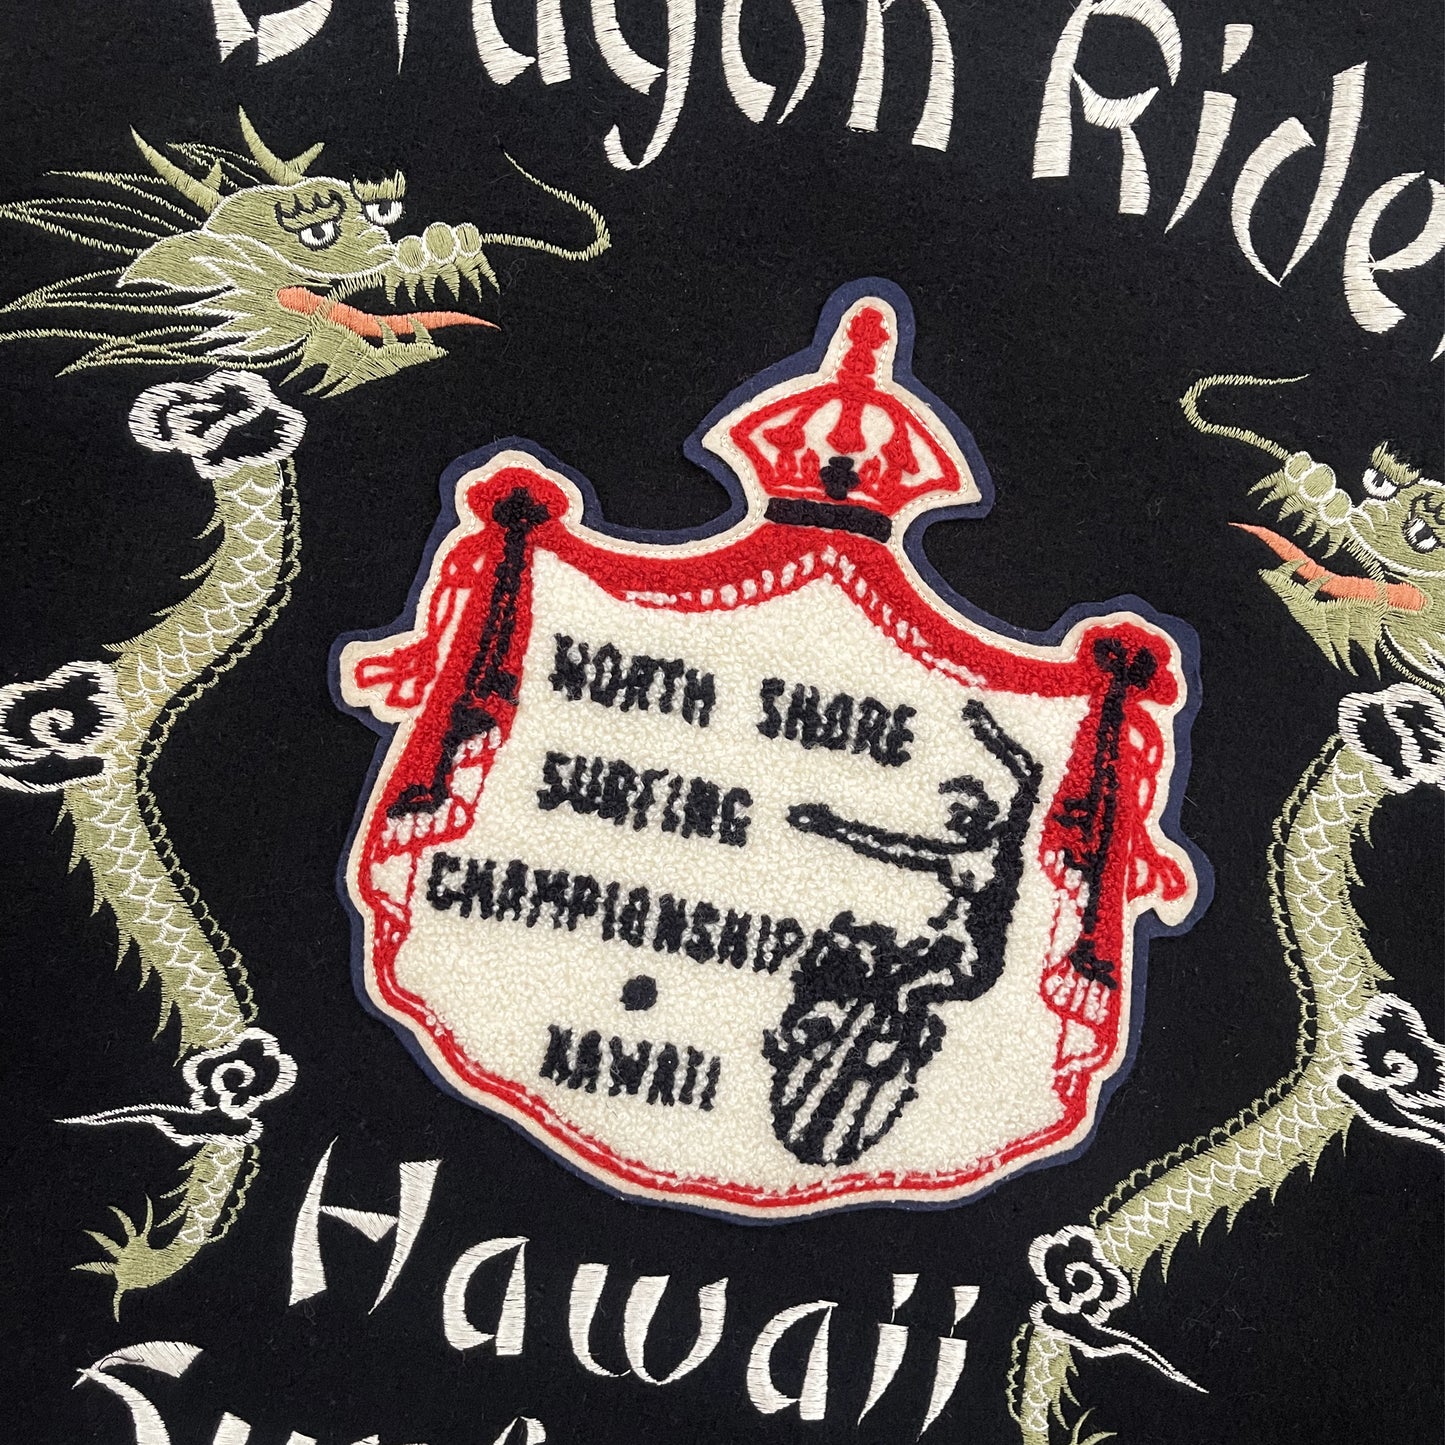 Dragon Ride
NORTH SHORE
SURFING
CHAMPIONSHIP
HAWAII
Hawaii